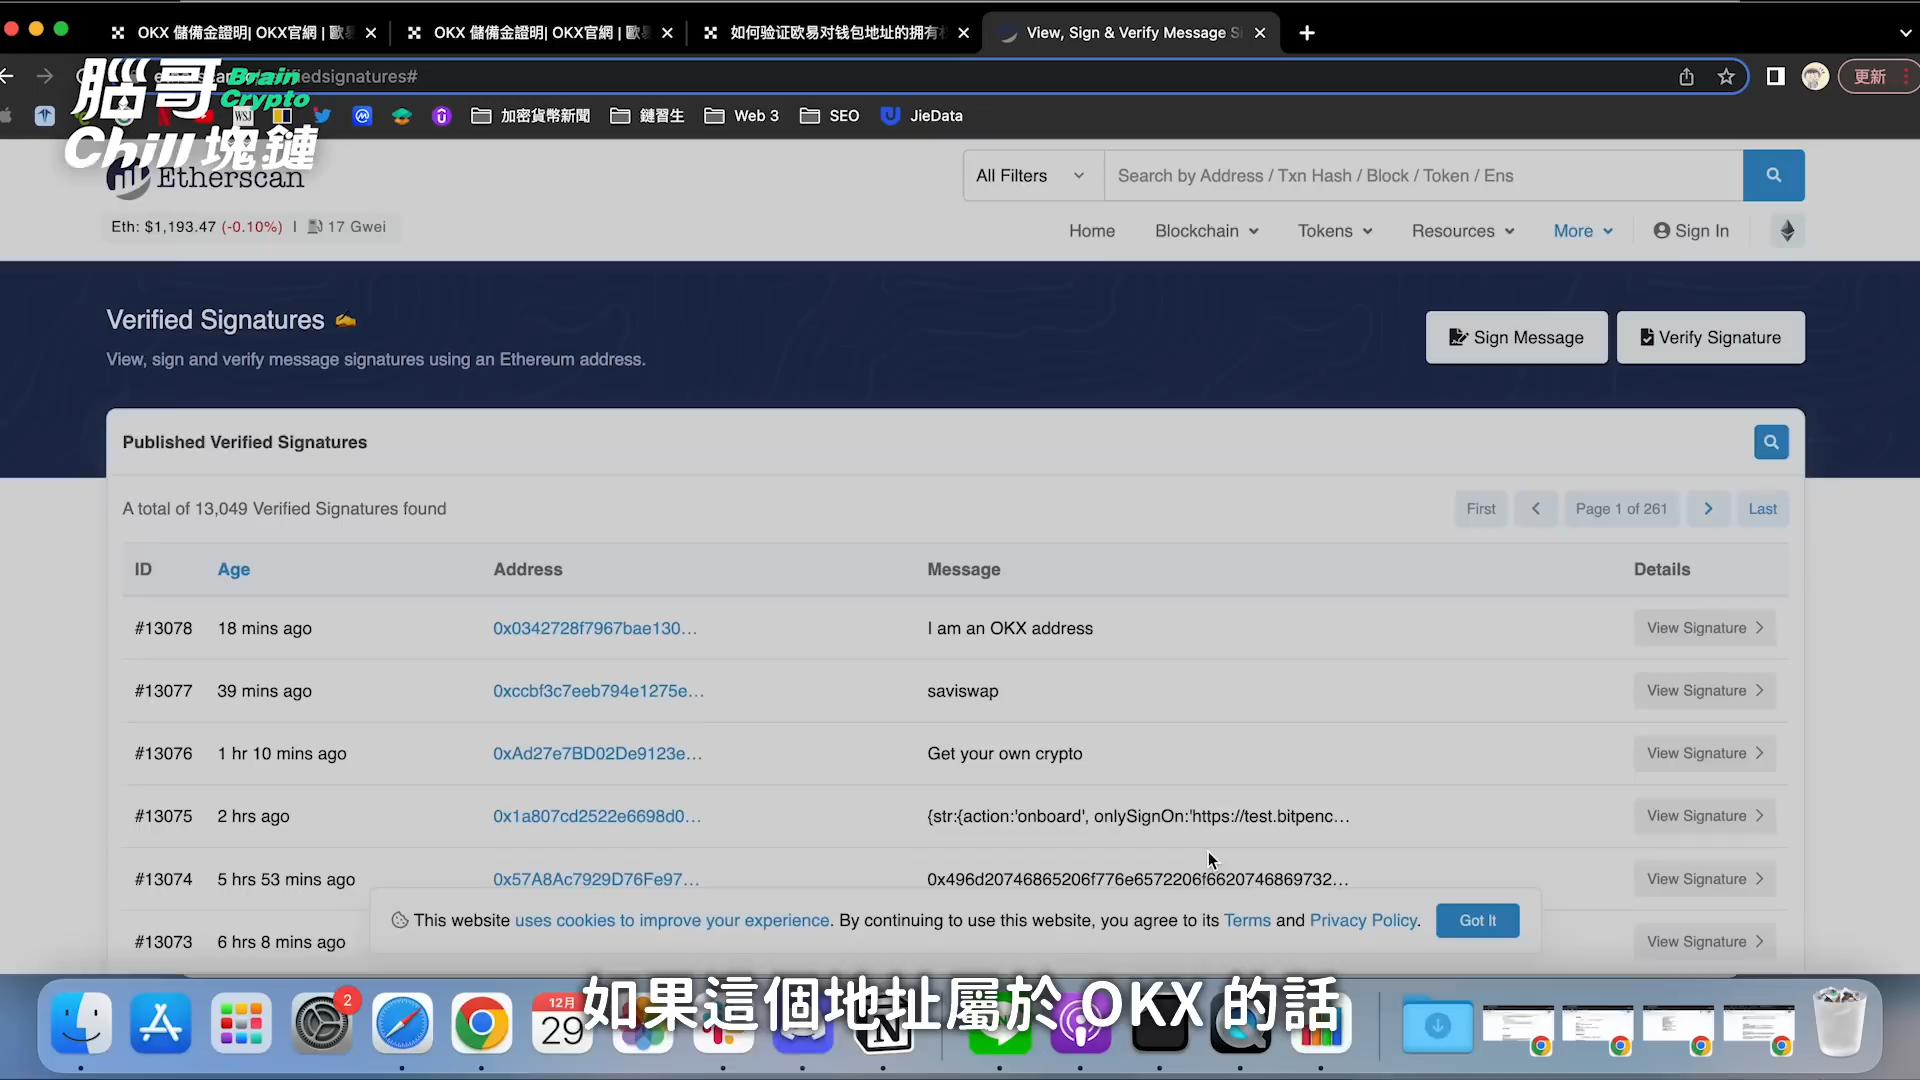 OKX 儲備金證明| OKX官網 | 歐
OKX 儲備金證明| OKX官網 | 歐易
如何验证欧易对钱包地址的拥有
View, Sign & Verify Message S
edsignatures#
更新
腦哥 Brain Crypto
Chill 塊鏈
WSJ
加密貨幣新聞
鏈習生
Web 3
SEO
JieData
Etherscan
All Filters
Search by Address / Txn Hash / Block / Token / Ens
Eth: $1,193.47 (-0.10%) | 17 Gwei
Home
Blockchain
Tokens
Resources
More
Sign In
Verified Signatures
View, sign and verify message signatures using an Ethereum address.
Sign Message
Verify Signature
Published Verified Signatures
A total of 13,049 Verified Signatures found
First
Page 1 of 261
Last
ID Age Address Message Details
#13078 18 mins ago 0x0342728f7967bae130... I am an OKX address View Signature
#13077 39 mins ago 0xccbf3c7eeb794e1275e... saviswap View Signature
#13076 1 hr 10 mins ago 0xAd27e7BD02De9123e... Get your own crypto View Signature
#13075 2 hrs ago 0x1a807cd2522e6698d0... {str:{action:'onboard', onlySignOn:'https://test.bitpenc... View Signature
#13074 5 hrs 53 mins ago 0x57A8Ac7929D76Fe97... 0x496d20746865206f776e6572206f6620746869732... View Signature
#13073 6 hrs 8 mins ago View Signature
This website uses cookies to improve your experience. By continuing to use this website, you agree to its Terms and Privacy Policy.
Got It
2
12月
29
如果這個地址屬於 OKX 的話